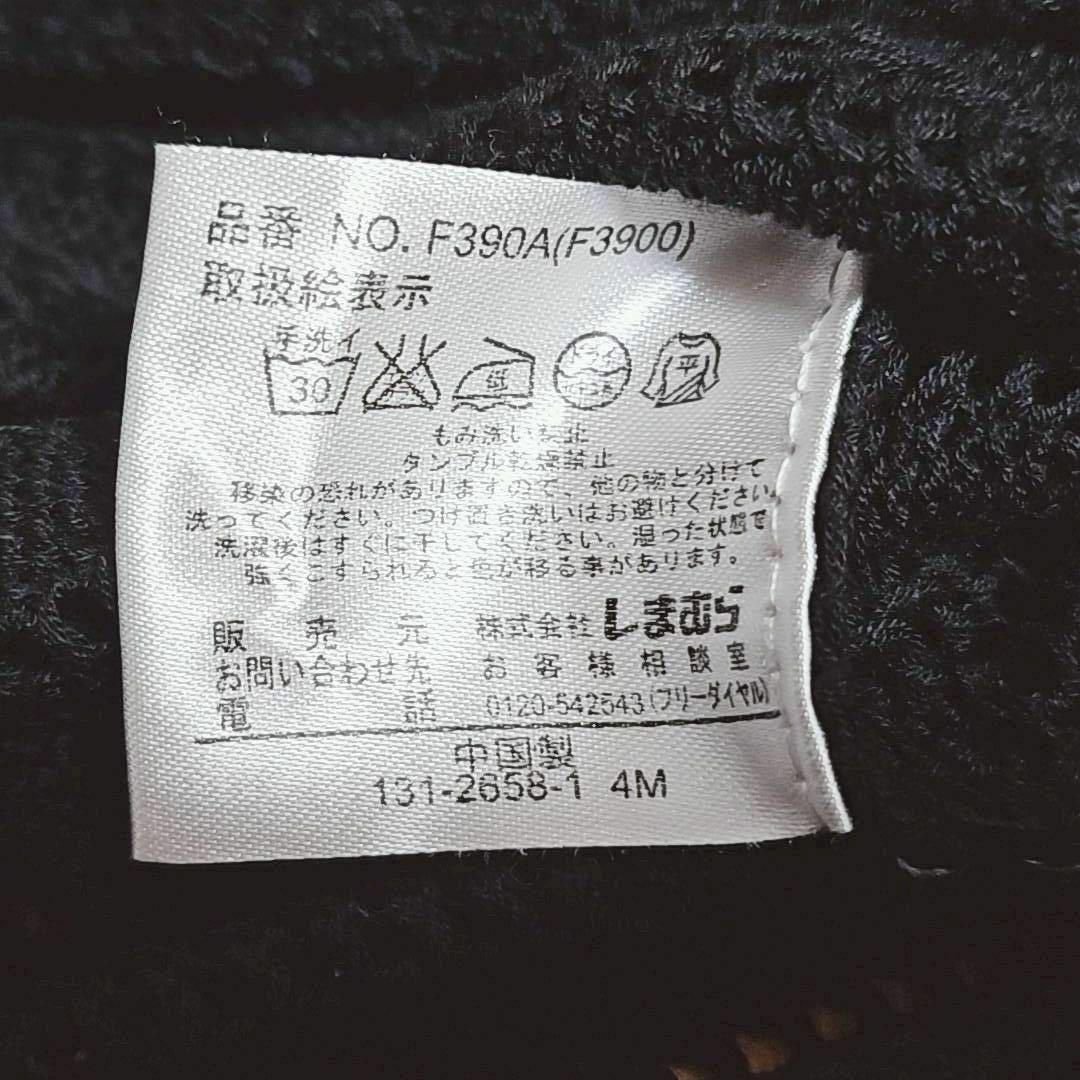 品番 NO. F390A(F3900)
取扱絵表示
手洗イ
30
平
もみ洗い禁止
タンブル乾燥禁止
移染の恐れがありますので、他の物と分けて
洗ってください。つけ置き洗いはお避けください。
洗濯後はすぐに干してください。湿った状態で
強くこすられると色が移る事があります。
販売元 株式会社 しまむら
お問い合わせ先 お客様相談室
電話 0120-542543(フリーダイヤル)
中国製
131-2658-1 4M